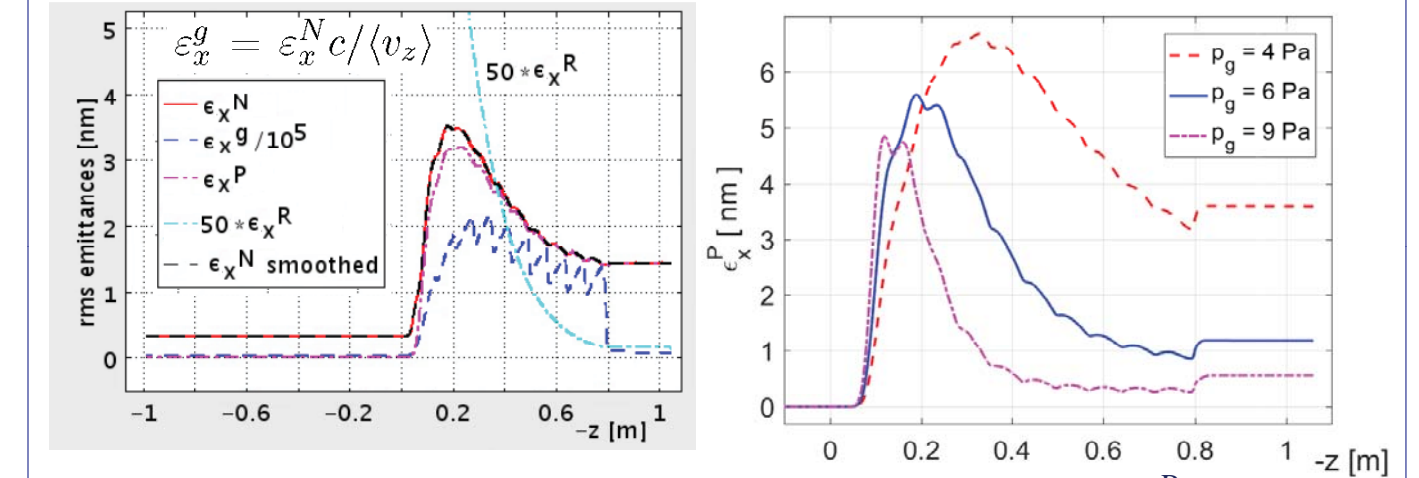 5
4
3
2
1
0
rms emittances [nm]
ε_x^g = ε_x^N c/⟨v_z⟩
50*ϵ_x^R
ϵ_x^N
ϵ_x^g /10^5
ϵ_x^P
50*ϵ_x^R
ϵ_x^N smoothed
−1 −0.6 −0.2 0.2 0.6 1
−z [m]
6
5
4
3
2
1
0
ϵ_x^P [ nm ]
p_g = 4 Pa
p_g = 6 Pa
p_g = 9 Pa
0 0.2 0.4 0.6 0.8 1
-z [m]